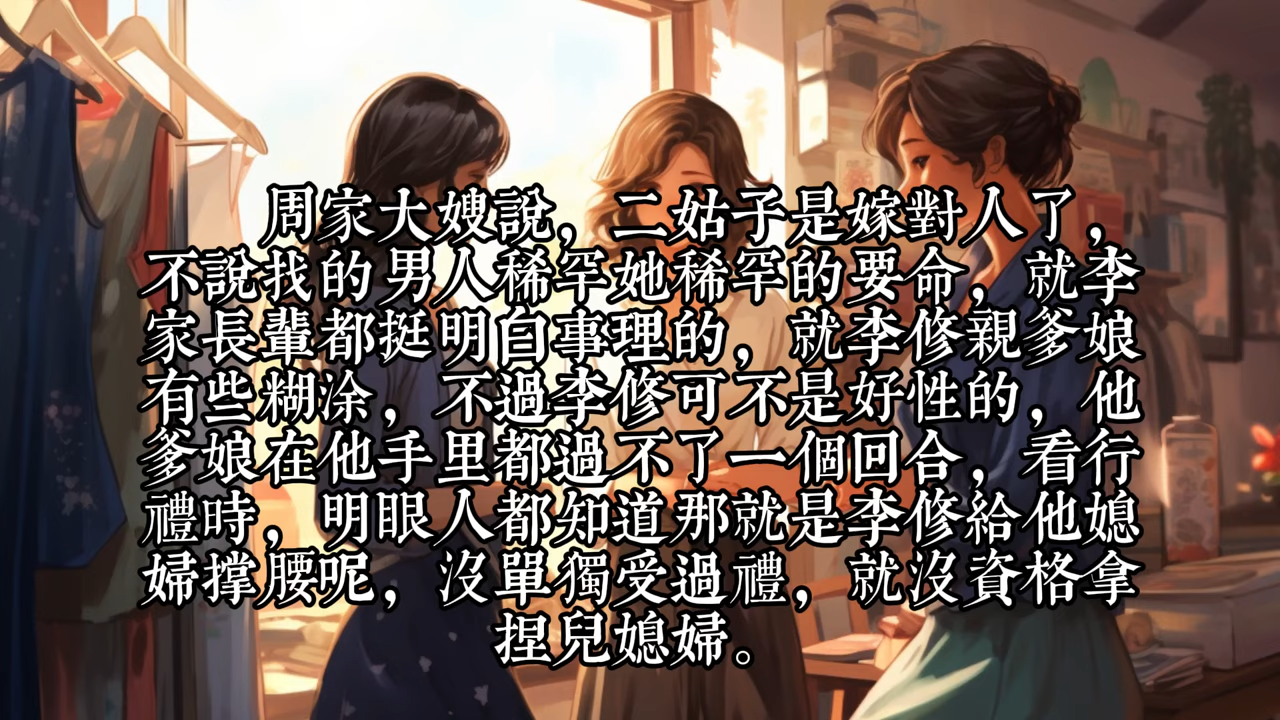 周家大嫂說，二姑子是嫁對人了，
不說找的男人稀罕她稀罕的要命，就李
家長輩都挺明白事理的，就李修親爹娘
有些糊涂，不過李修可不是好性的，他
爹娘在他手里都過不了一個回合，看行
禮時，明眼人都知道那就是李修給他媳
婦撑腰呢，沒單獨受過禮，就沒資格拿
捏兒媳婦。